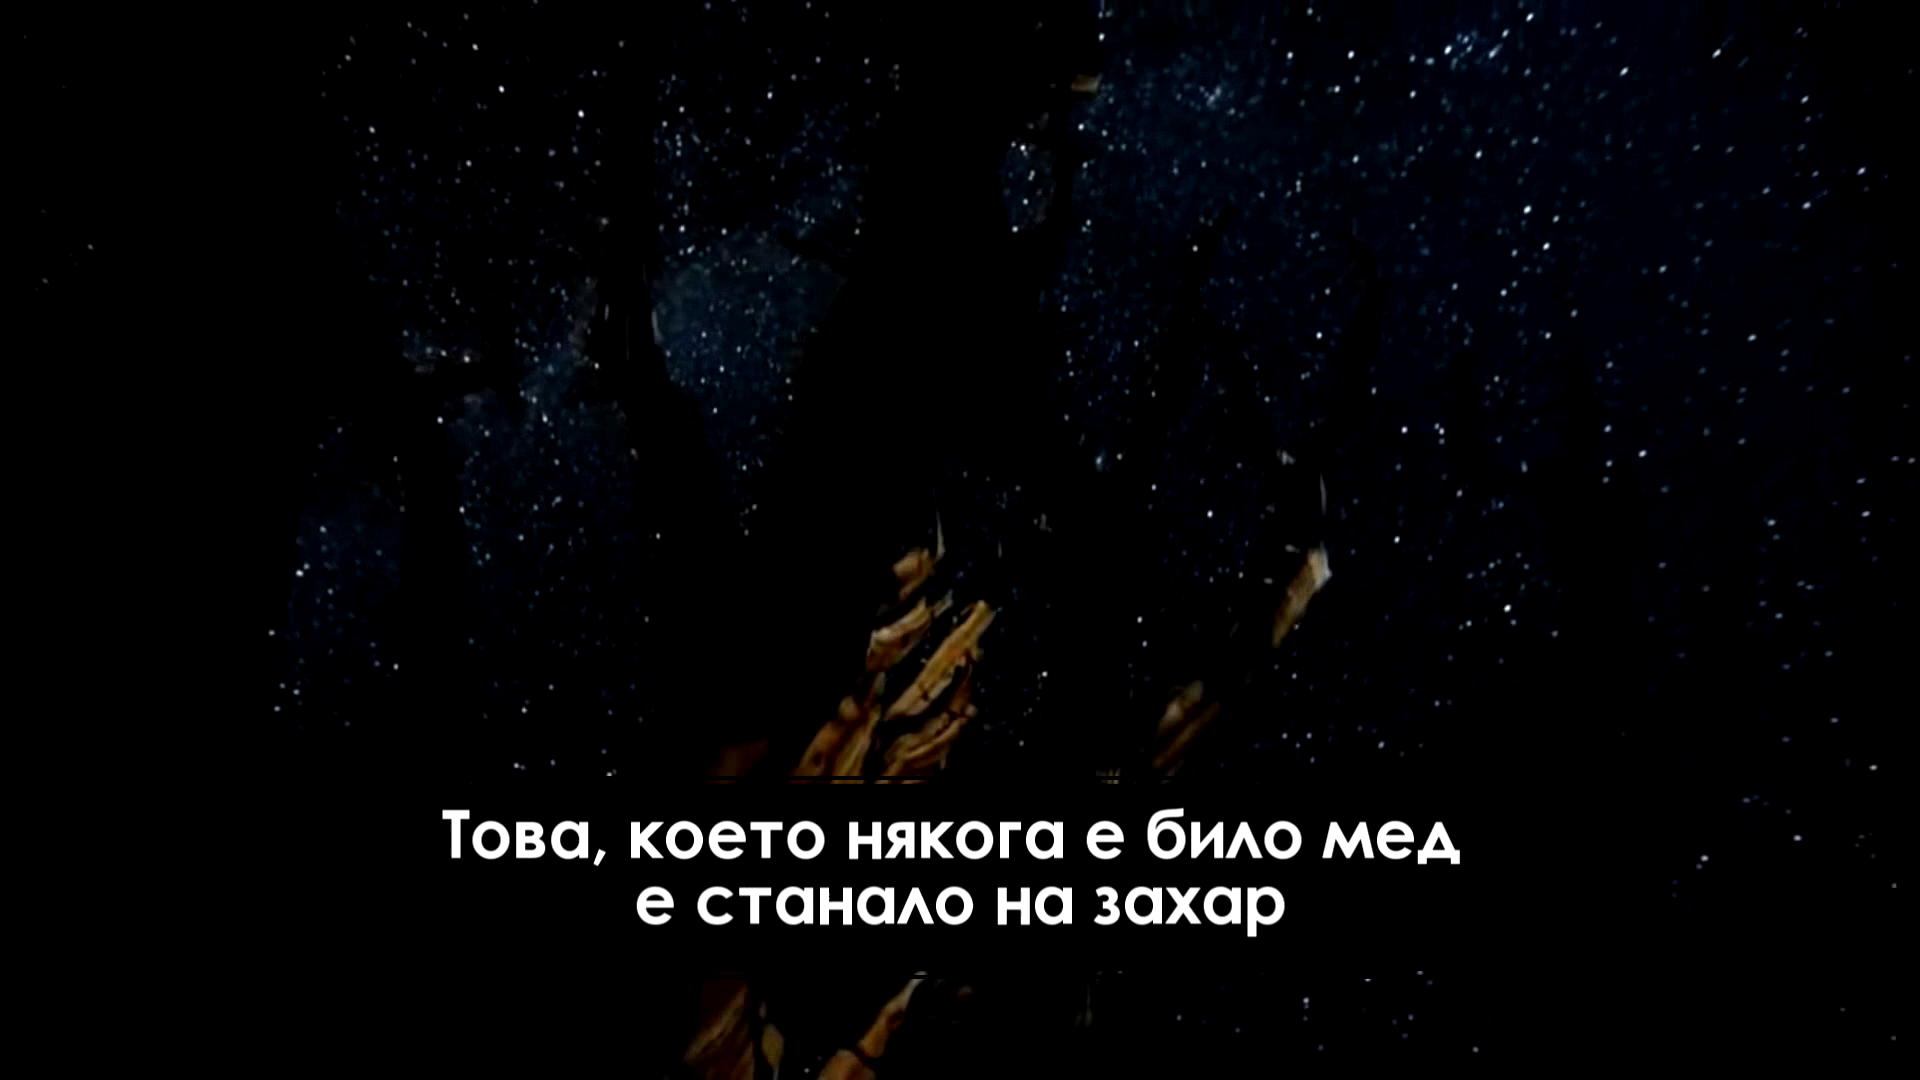 Това, което някога е било мед
е станало на захар